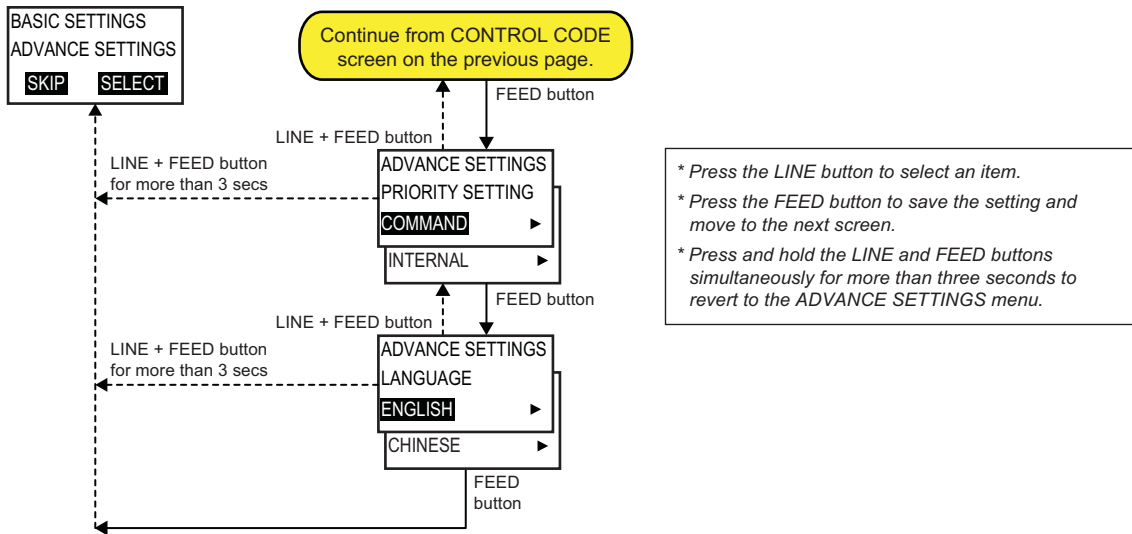 BASIC SETTINGS
ADVANCE SETTINGS
SKIP SELECT
Continue from CONTROL CODE
screen on the previous page.
FEED button
LINE + FEED button
LINE + FEED button
for more than 3 secs
ADVANCE SETTINGS
PRIORITY SETTING
COMMAND ►
INTERNAL ►
FEED button
LINE + FEED button
LINE + FEED button
for more than 3 secs
ADVANCE SETTINGS
LANGUAGE
ENGLISH ►
CHINESE ►
FEED
button
* Press the LINE button to select an item.
* Press the FEED button to save the setting and
move to the next screen.
* Press and hold the LINE and FEED buttons
simultaneously for more than three seconds to
revert to the ADVANCE SETTINGS menu.